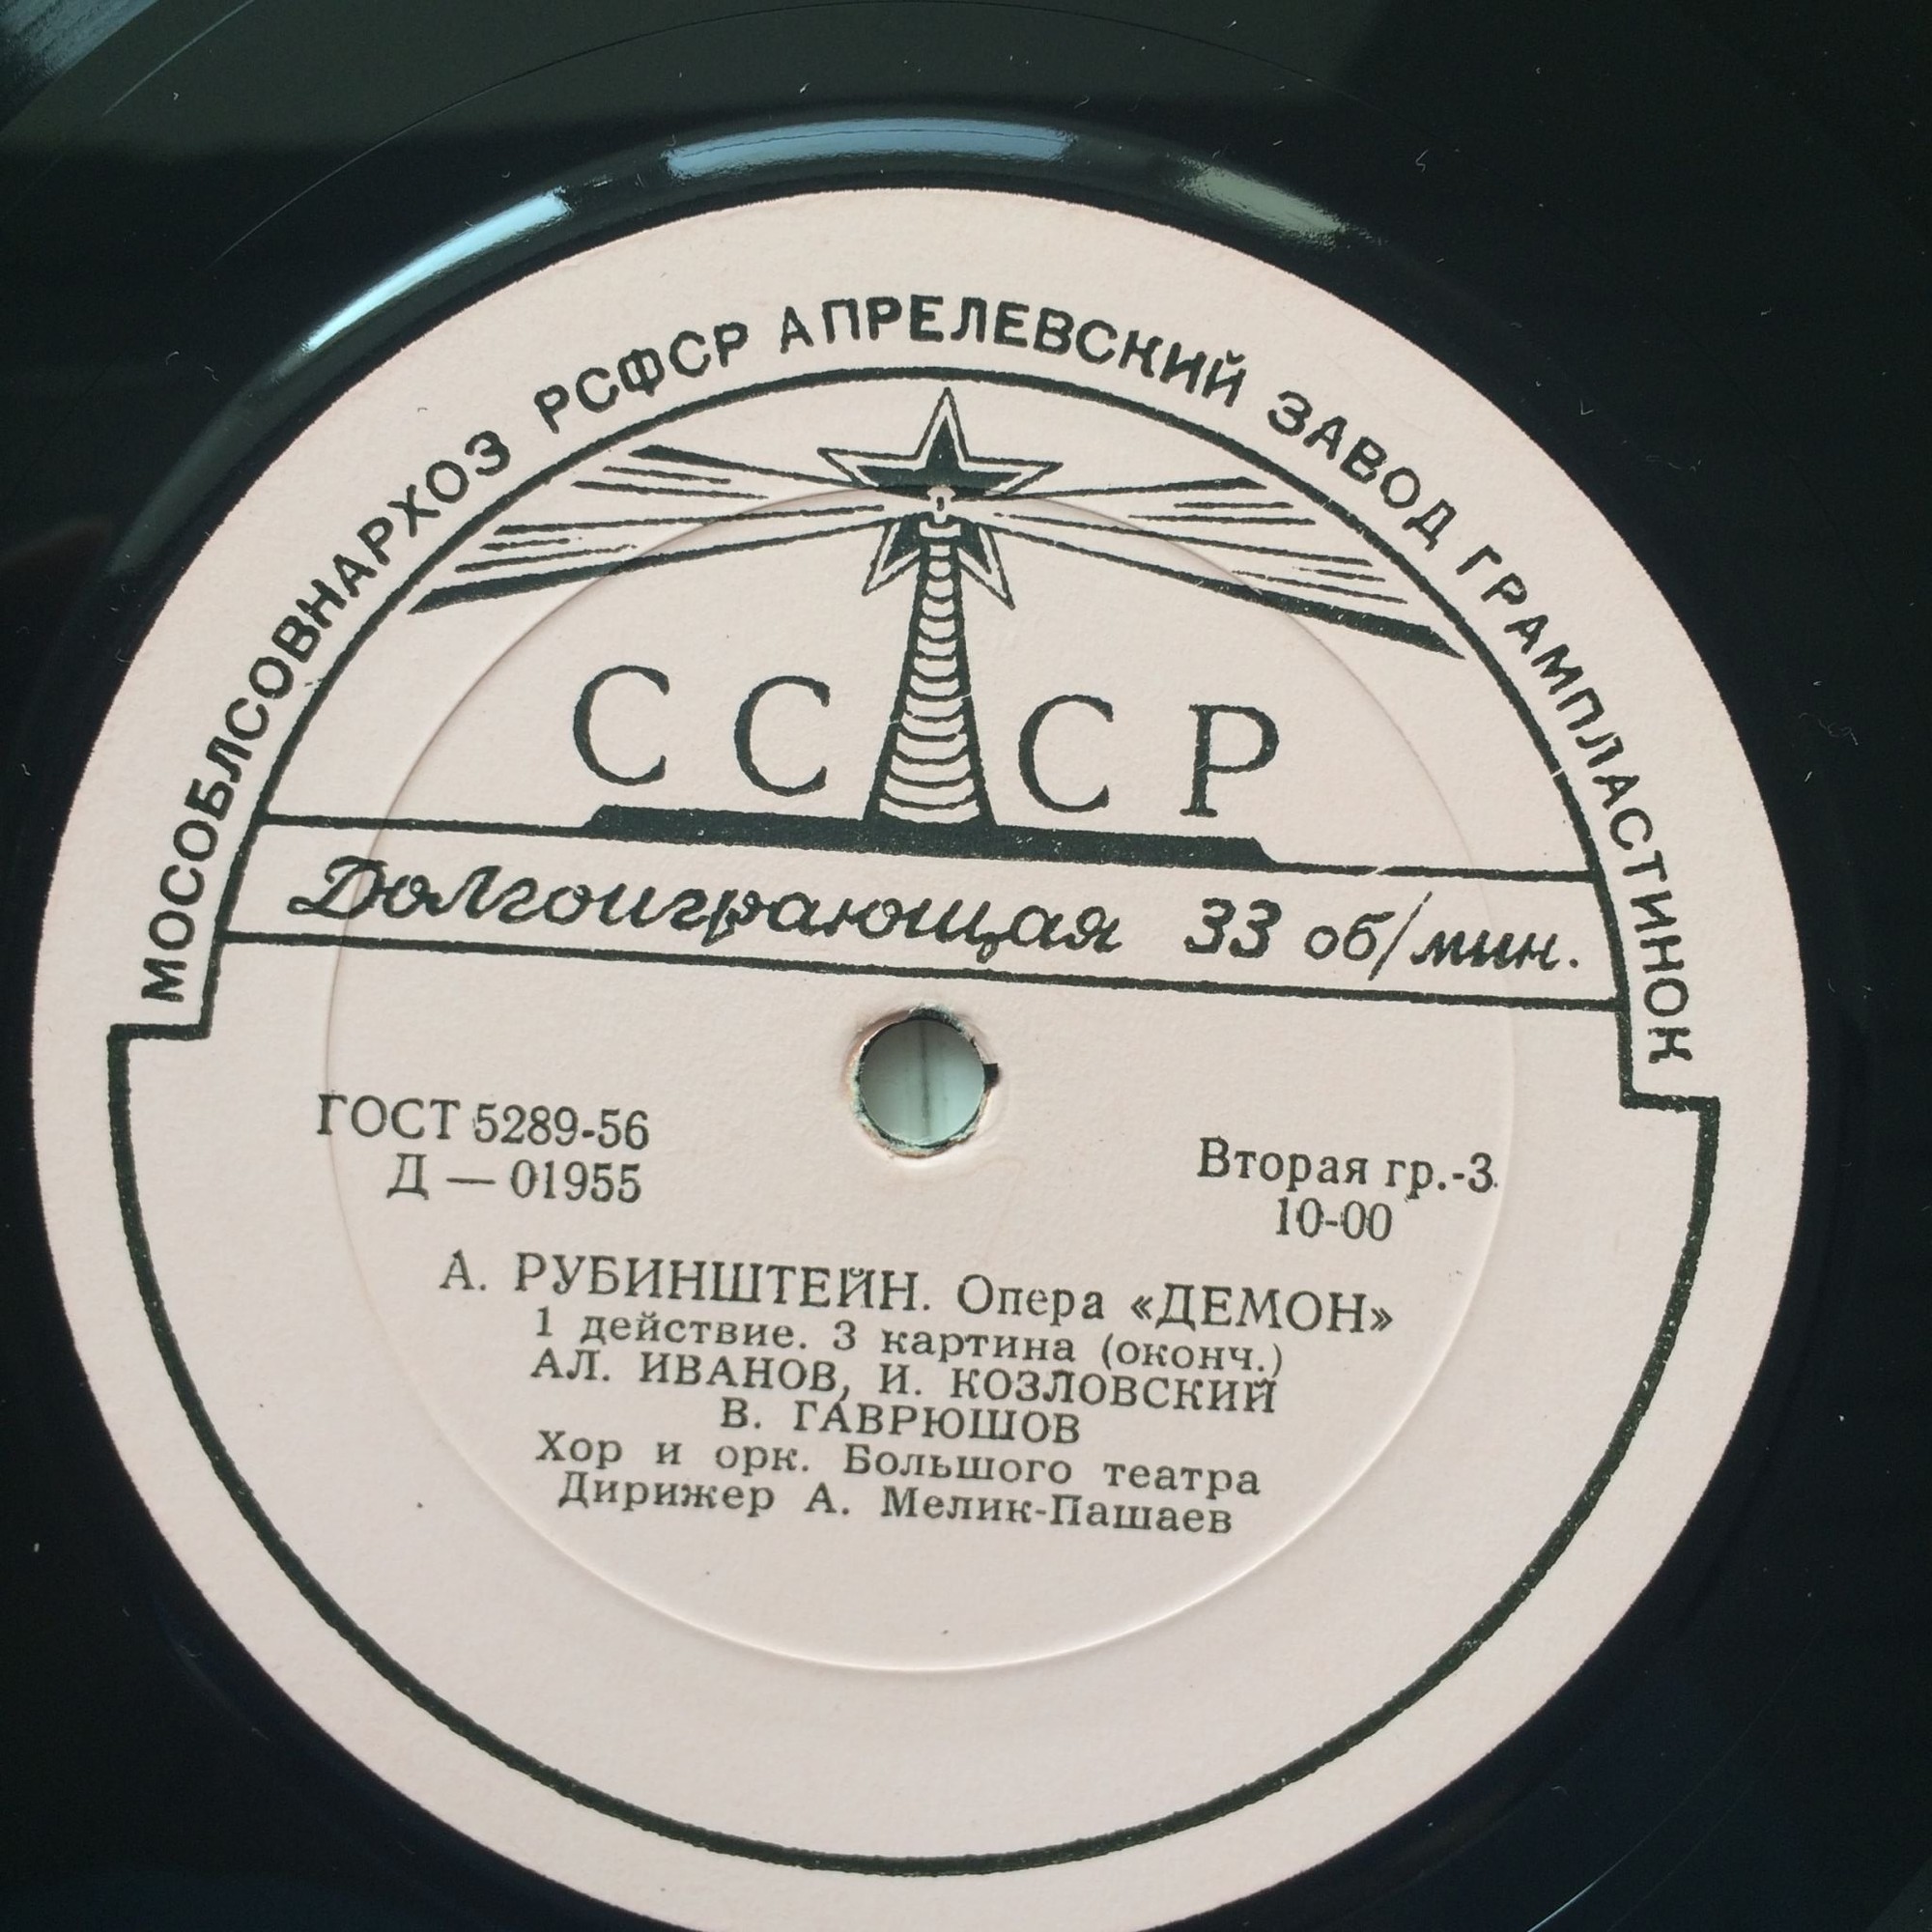 МОСОБЛСОВНАРХОЗ РСФСР АПРЕЛЕВСКИЙ ЗАВОД ГРАМПЛАСТИНОК
СССР
Долгоиграющая 33 об/мин.
ГОСТ 5289-56
Д — 01955
Вторая гр.-3
10-00
А. РУБИНШТЕЙН. Опера «ДЕМОН»
1 действие. 3 картина (оконч.)
АЛ. ИВАНОВ, И. КОЗЛОВСКИЙ
В. ГАВРЮШОВ
Хор и орк. Большого театра
Дирижер А. Мелик-Пашаев